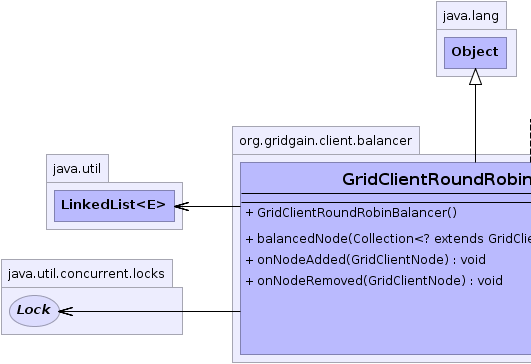 java.lang
Object
org.gridgain.client.balancer
java.util
GridClientRoundRobin
LinkedList<E>
+ GridClientRoundRobinBalancer()
+ balancedNode(Collection<? extends GridClie
+ onNodeAdded(GridClientNode) : void
java.util.concurrent.locks
+ onNodeRemoved(GridClientNode) : void
Lock